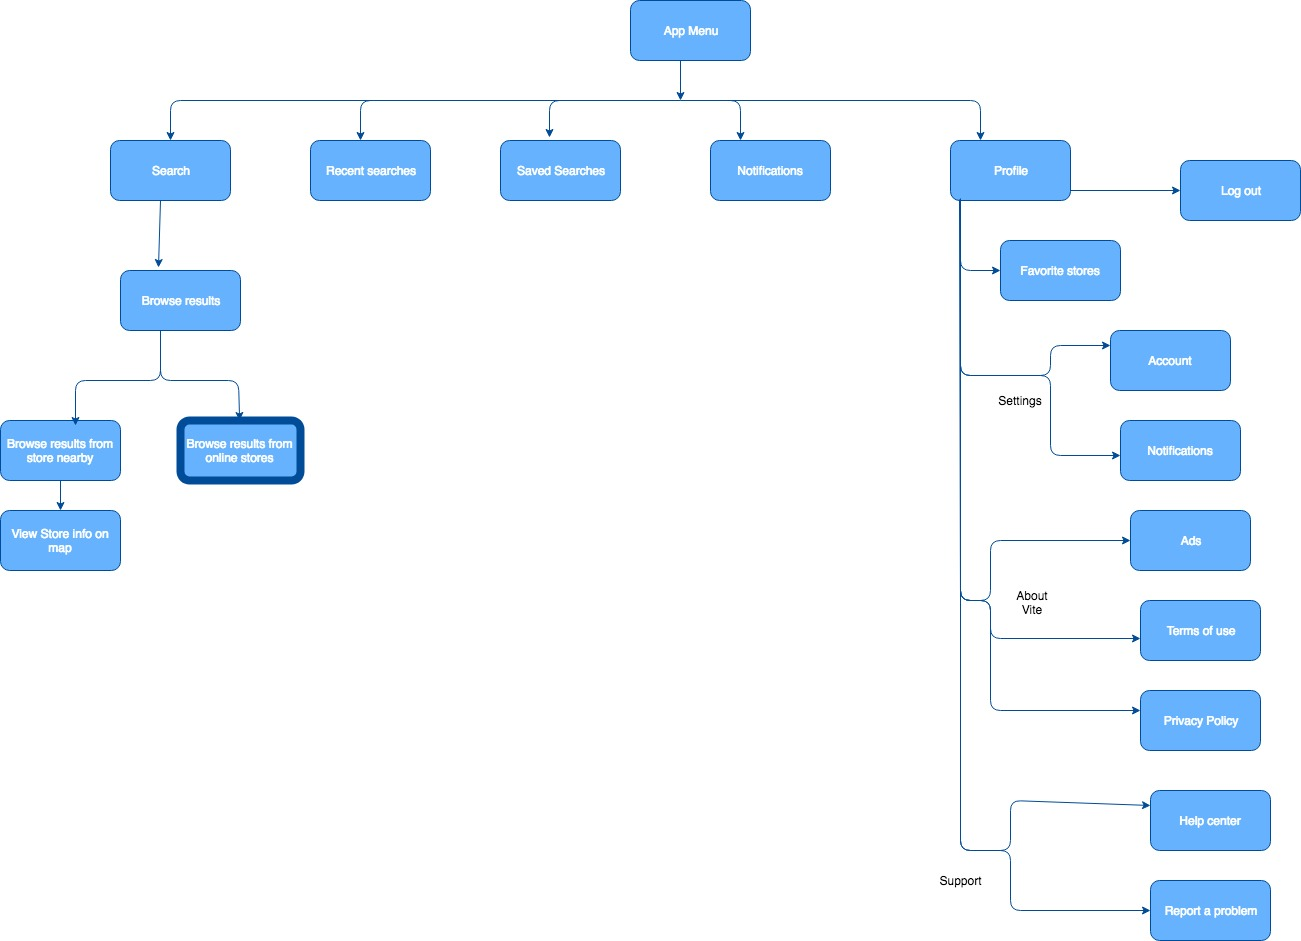 App Menu
Search
Recent searches
Saved Searches
Notifications
Profile
Log out
Favorite stores
Browse results
Account
Settings
Notifications
Browse results from
store nearby
Browse results from
online stores
View Store info on
map
Ads
About
Vite
Terms of use
Privacy Policy
Help center
Support
Report a problem